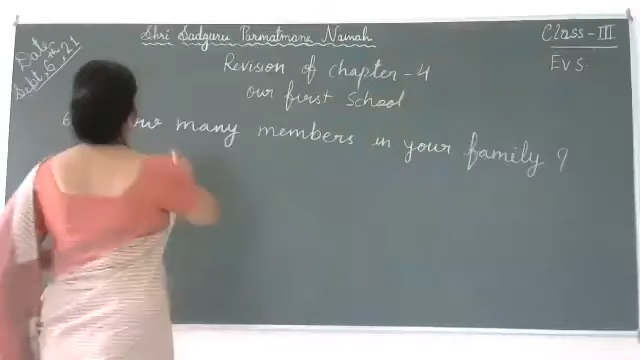 Date
Sept, 6th, 21
Shri Sadguru Parmatmane Namah
Class - III
EVS
Revision of chapter - 4
our first School
many members in your family ?